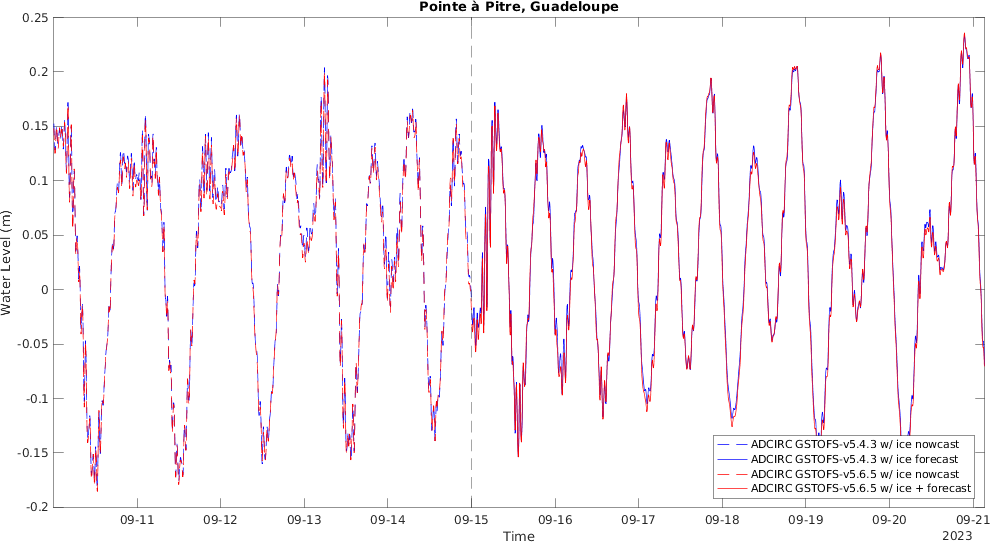 Pointe à Pitre, Guadeloupe
0.25
0.2
0.15
0.1
0.05
0
-0.05
-0.1
-0.15
-0.2
Water Level (m)
ADCIRC GSTOFS-v5.4.3 w/ ice nowcast
ADCIRC GSTOFS-v5.4.3 w/ ice forecast
ADCIRC GSTOFS-v5.6.5 w/ ice nowcast
ADCIRC GSTOFS-v5.6.5 w/ ice + forecast
09-11 09-12 09-13 09-14 09-15 09-16 09-17 09-18 09-19 09-20 09-21
Time
2023